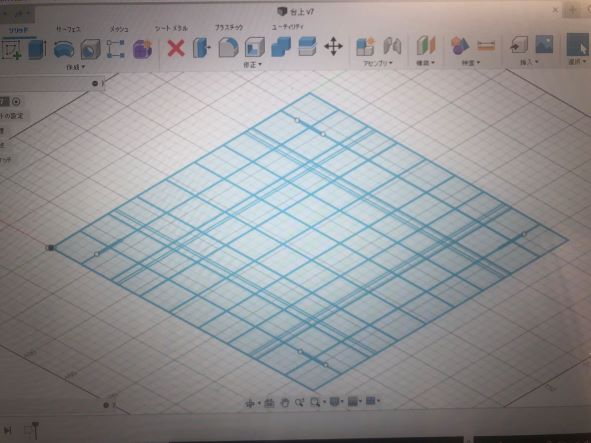 台上 v7
ソリッド サーフェス メッシュ シート メタル プラスチック ユーティリティ
作成▼ 修正▼ アセンブリ▼ 構築▼ 検査▼ 挿入▼ 選択▼
トの設定